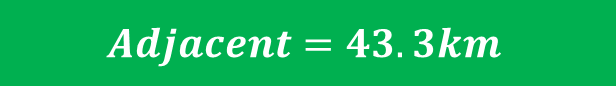 Adjacent = 43.3km